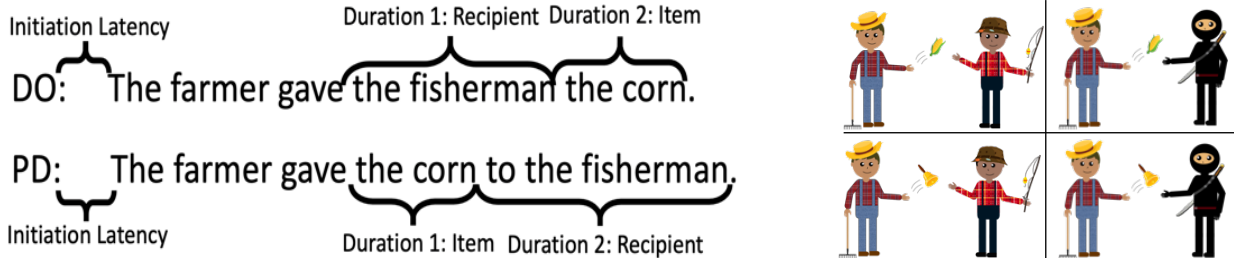 Duration 1: Recipient Duration 2: Item
Initiation Latency
DO: The farmer gave the fisherman the corn.
PD: The farmer gave the corn to the fisherman.
Initiation Latency
Duration 1: Item Duration 2: Recipient